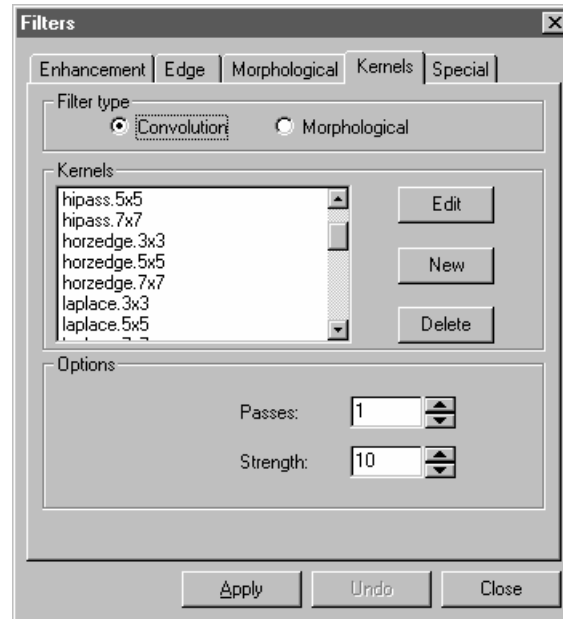 Filters
Enhancement Edge Morphological Kernels Special
Filter type
Convolution Morphological
Kernels
hipass.5x5
hipass.7x7
horzedge.3x3
horzedge.5x5
horzedge.7x7
laplace.3x3
laplace.5x5
Edit
New
Delete
Options
Passes: 1
Strength: 10
Apply Undo Close